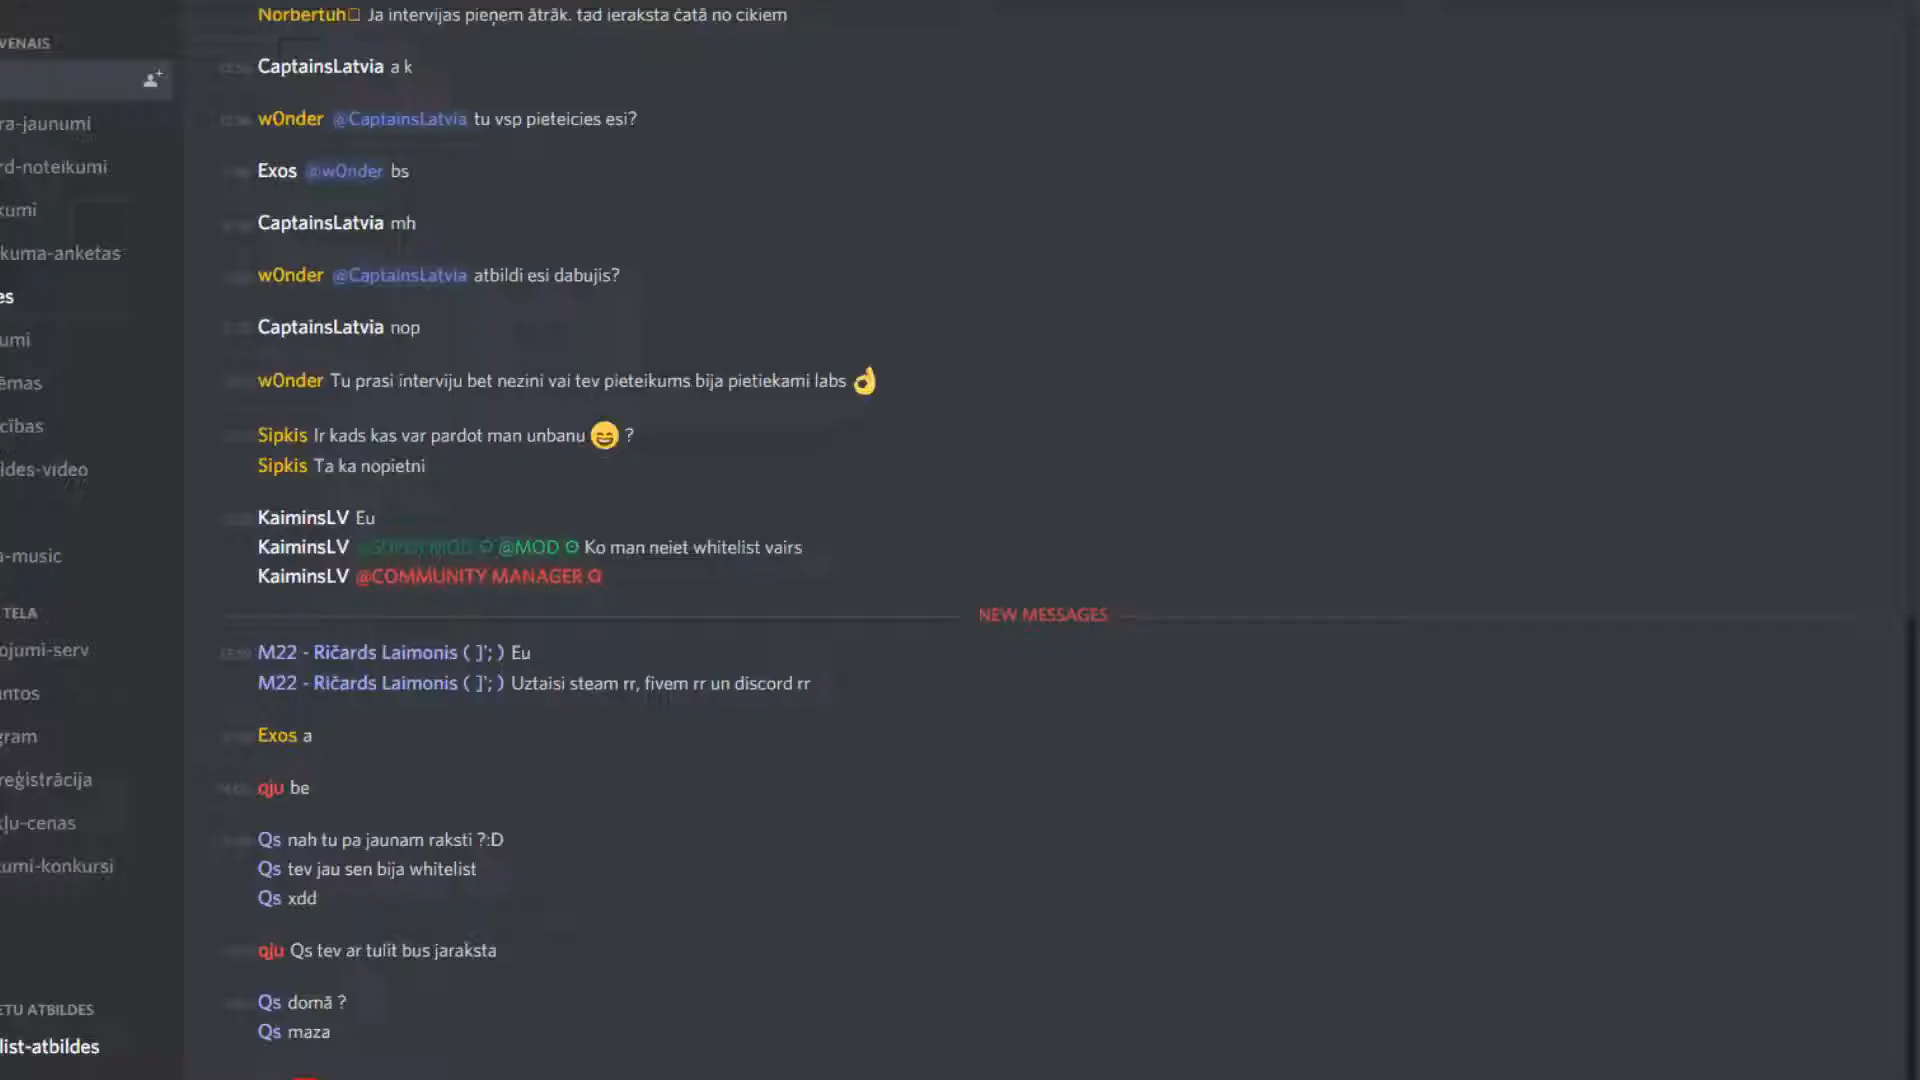 Norbertuh Ja intervijas pieņem ātrāk. tad ieraksta čatā no cikiem
VENAIS
CaptainsLatvia a k
ra-jaunumi
w0nder @CaptainsLatvia tu vsp pieteicies esi?
rd-noteikumi
Exos @w0nder bs
kumi
CaptainsLatvia mh
kuma-anketas
w0nder @CaptainsLatvia atbildi esi dabujis?
es
CaptainsLatvia nop
umi
w0nder Tu prasi interviju bet nezini vai tev pieteikums bija pietiekami labs 👌
ēmas
cības
Sipkis Ir kads kas var pardot man unbanu 😄 ?
Sipkis Ta ka nopietni
ides-video
KaiminsLV Eu
KaiminsLV @MOD Ko man neiet whitelist vairs
a-music
KaiminsLV @COMMUNITY MANAGER
TELA
NEW MESSAGES
ojumi-serv
M22 - Ričards Laimonis ( ]'; ) Eu
M22 - Ričards Laimonis ( ]'; ) Uztaisi steam rr, fivem rr un discord rr
ntos
gram
Exos a
reģistrācija
qju be
kļu-cenas
Qs nah tu pa jaunam raksti ?:D
umi-konkursi
Qs tev jau sen bija whitelist
Qs xdd
qju Qs tev ar tulit bus jaraksta
ETU ATBILDES
Qs domā ?
Qs maza
list-atbildes